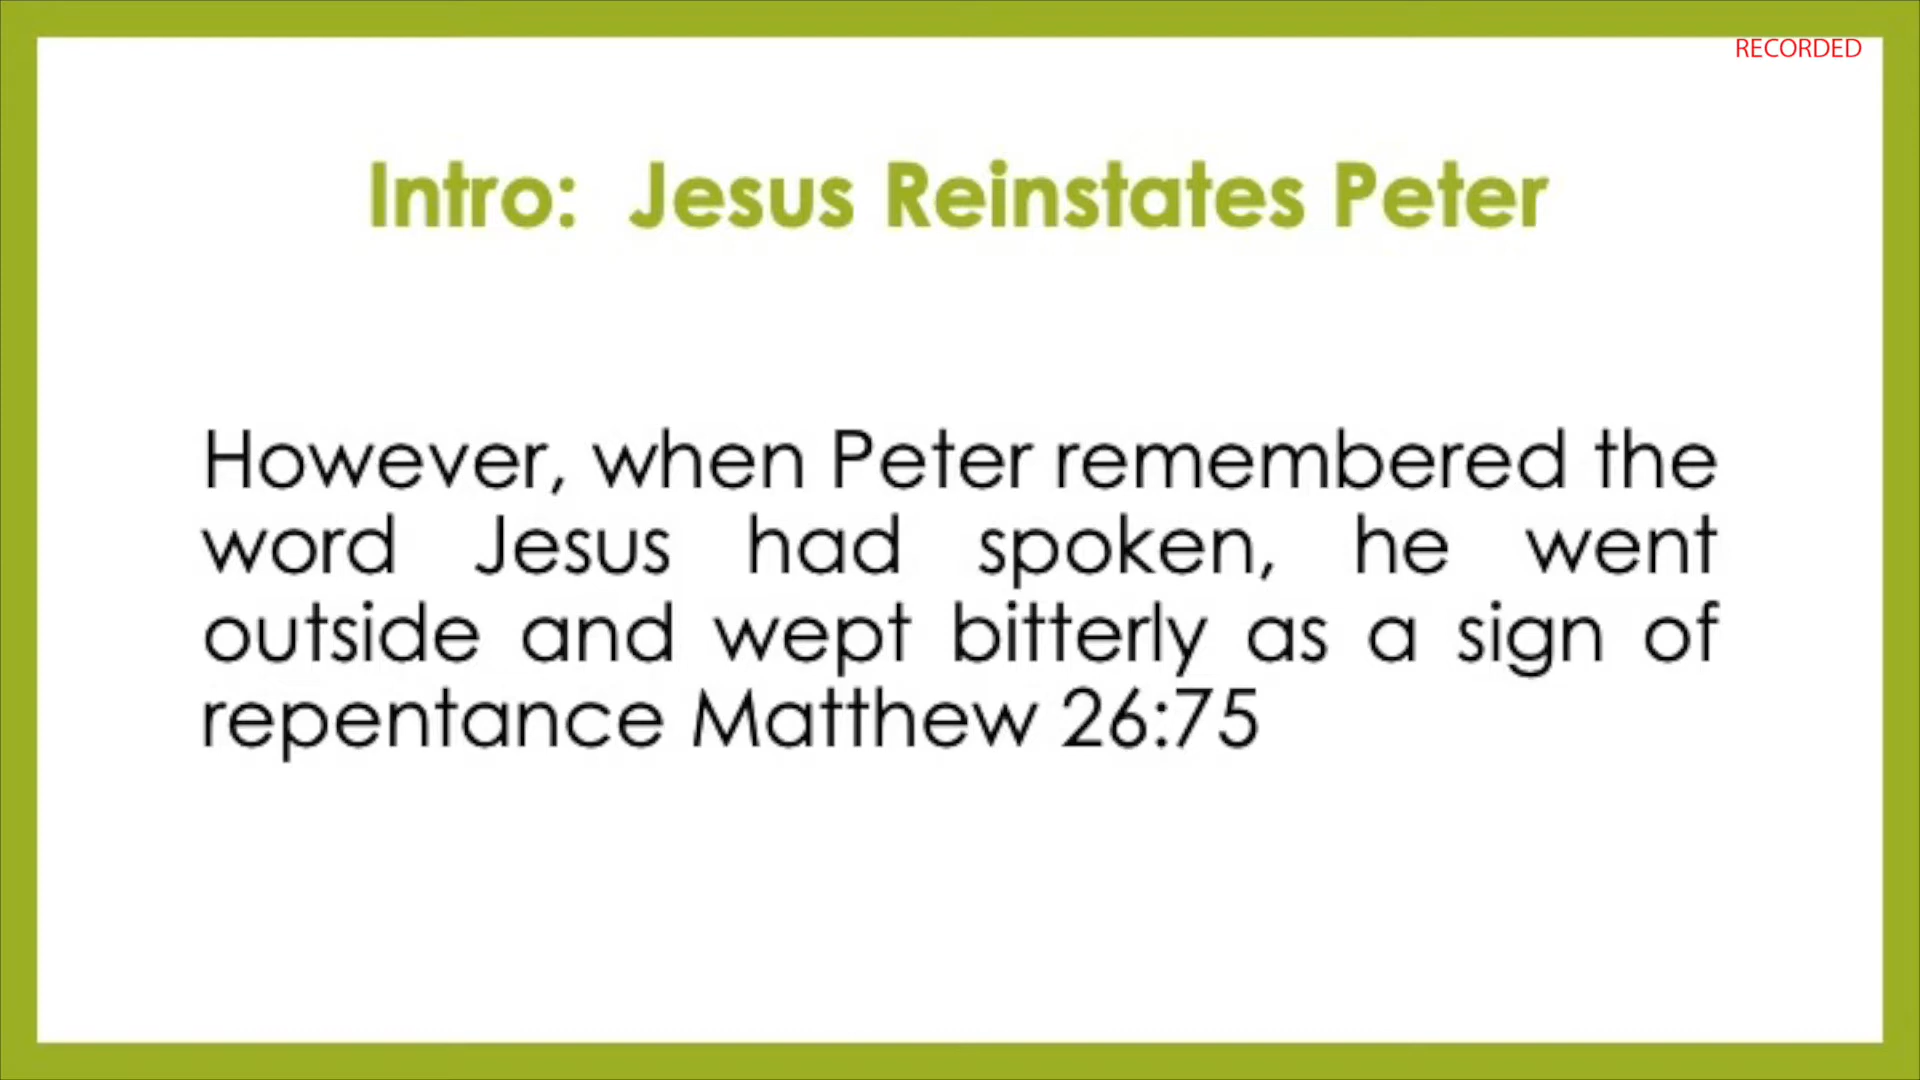 RECORDED
Intro:  Jesus Reinstates Peter
However, when Peter remembered the
word Jesus had spoken, he went
outside and wept bitterly as a sign of
repentance Matthew 26:75